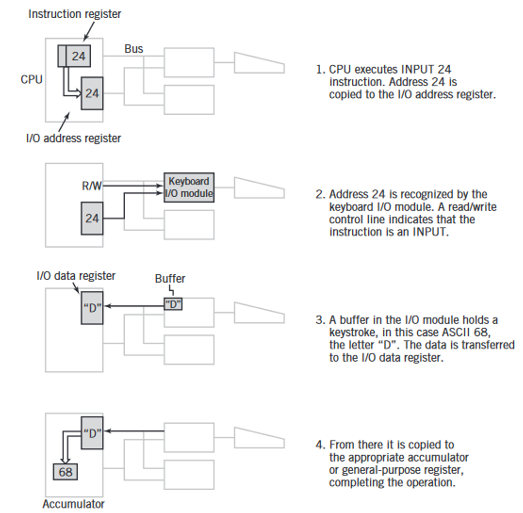 Instruction register
24
Bus
CPU
24
I/O address register
1. CPU executes INPUT 24
instruction. Address 24 is
copied to the I/O address register.
R/W
Keyboard
I/O module
24
2. Address 24 is recognized by the
keyboard I/O module. A read/write
control line indicates that the
instruction is an INPUT.
I/O data register
Buffer
"D"
"D"
3. A buffer in the I/O module holds a
keystroke, in this case ASCII 68,
the letter “D”. The data is transferred
to the I/O data register.
"D"
68
Accumulator
4. From there it is copied to
the appropriate accumulator
or general-purpose register,
completing the operation.